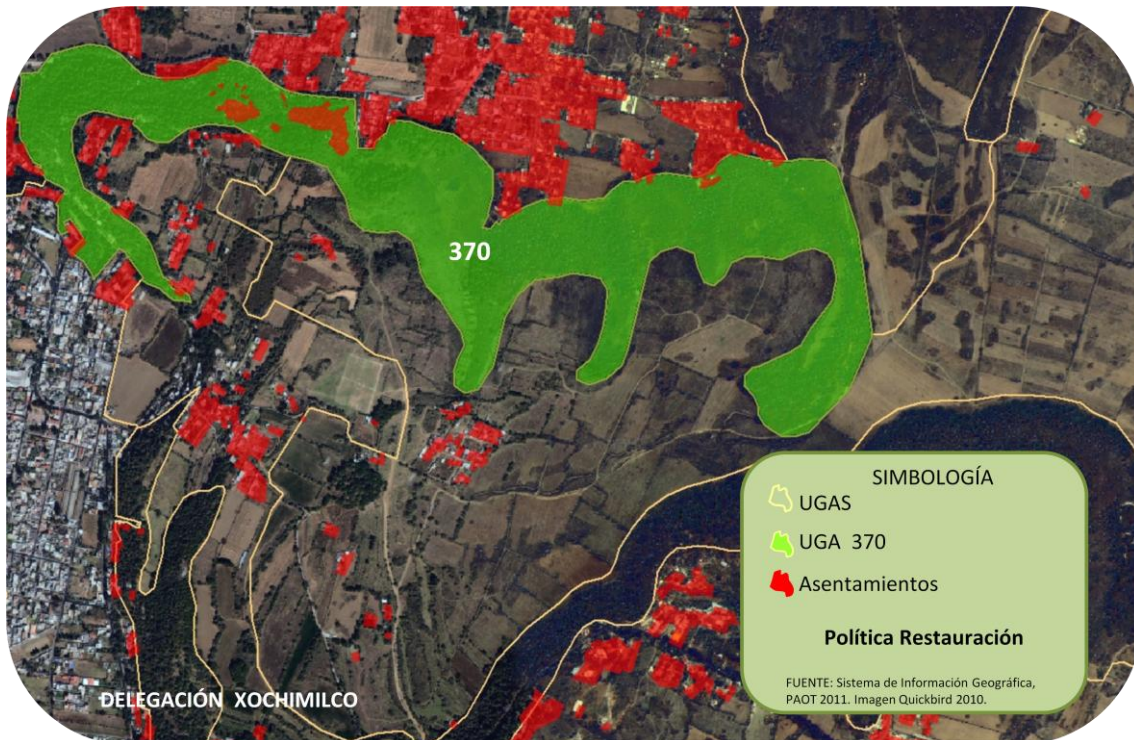 370
SIMBOLOGÍA
UGAS
UGA 370
Asentamientos
Política Restauración
FUENTE: Sistema de Información Geográfica,
PAOT 2011. Imagen Quickbird 2010.
DELEGACIÓN XOCHIMILCO